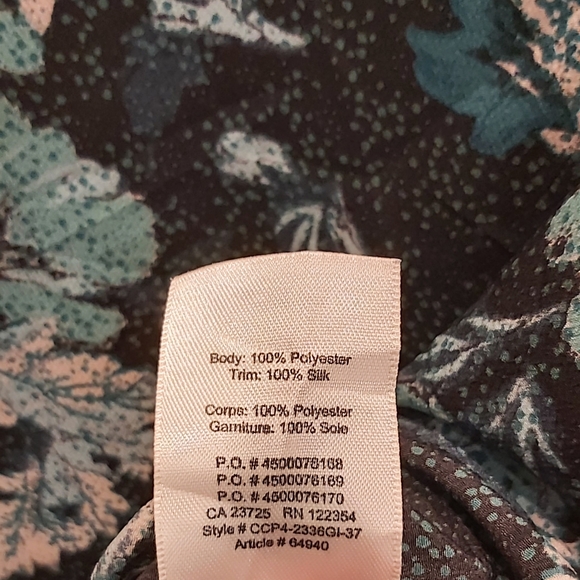 Body: 100% Polyester
Trim: 100% Silk
Corps: 100% Polyester
Garniture: 100% Soie
P.O. # 4500076168
P.O. # 4500076169
P.O. # 4500076170
CA 23725 RN 122354
Style # CCP4-2336GI-37
Article # 64940